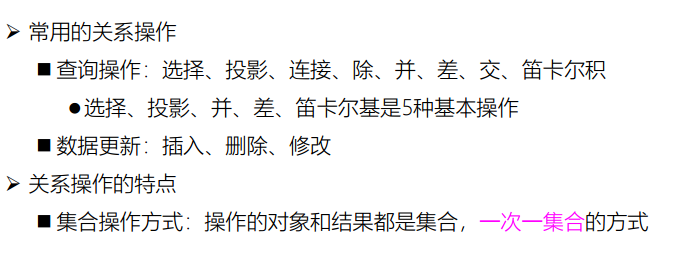 ➢ 常用的关系操作
■ 查询操作：选择、投影、连接、除、并、差、交、笛卡尔积
● 选择、投影、并、差、笛卡尔基是5种基本操作
■ 数据更新：插入、删除、修改
➢ 关系操作的特点
■ 集合操作方式：操作的对象和结果都是集合，一次一集合的方式